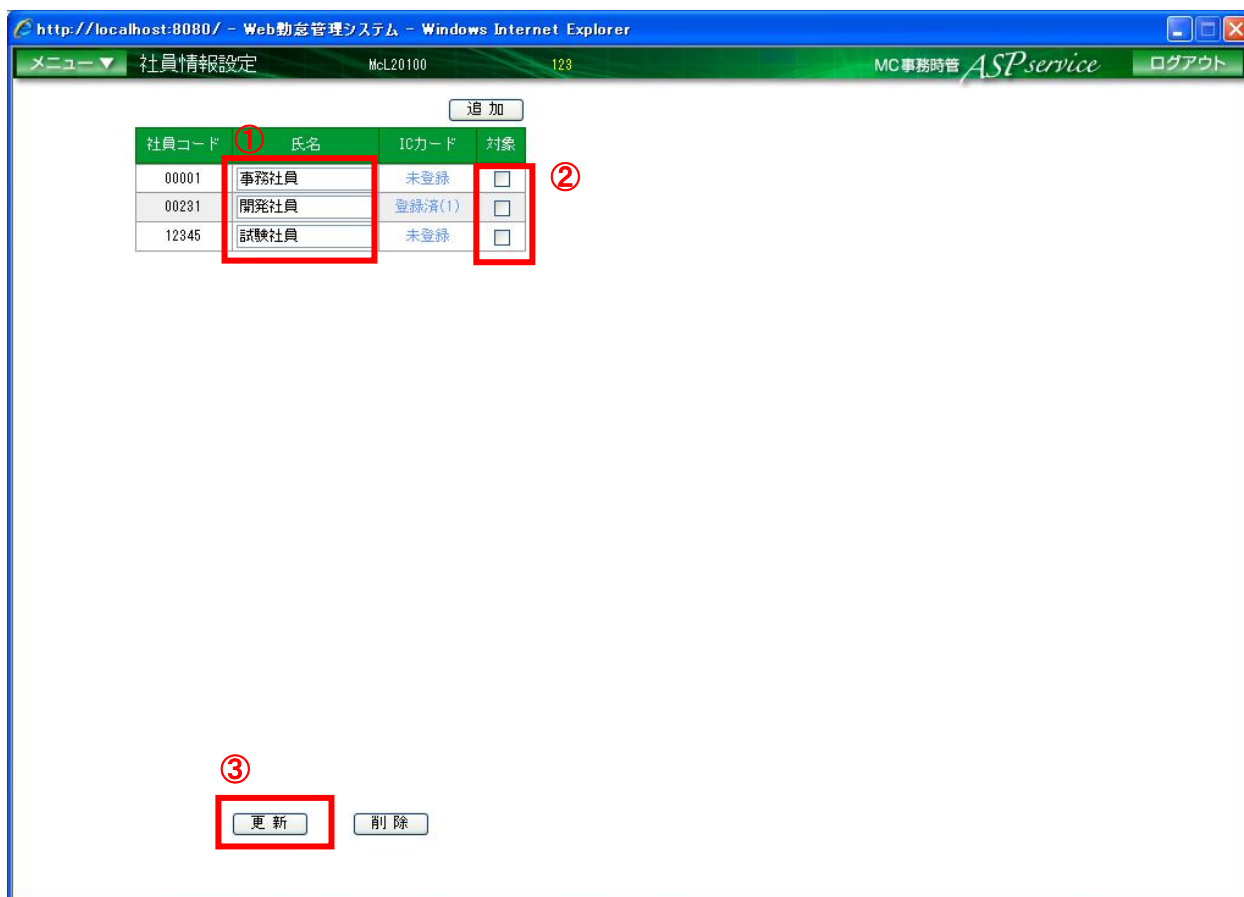 http://localhost:8080/ - Web勤怠管理システム - Windows Internet Explorer
メニュー▼ 社員情報設定 McL20100 123 MC事務時管 ASP service ログアウト
追 加
社員コード ① 氏名 ICカード 対象
00001 事務社員 未登録 ②
00231 開発社員 登録済(1)
12345 試験社員 未登録
③
更 新 削 除